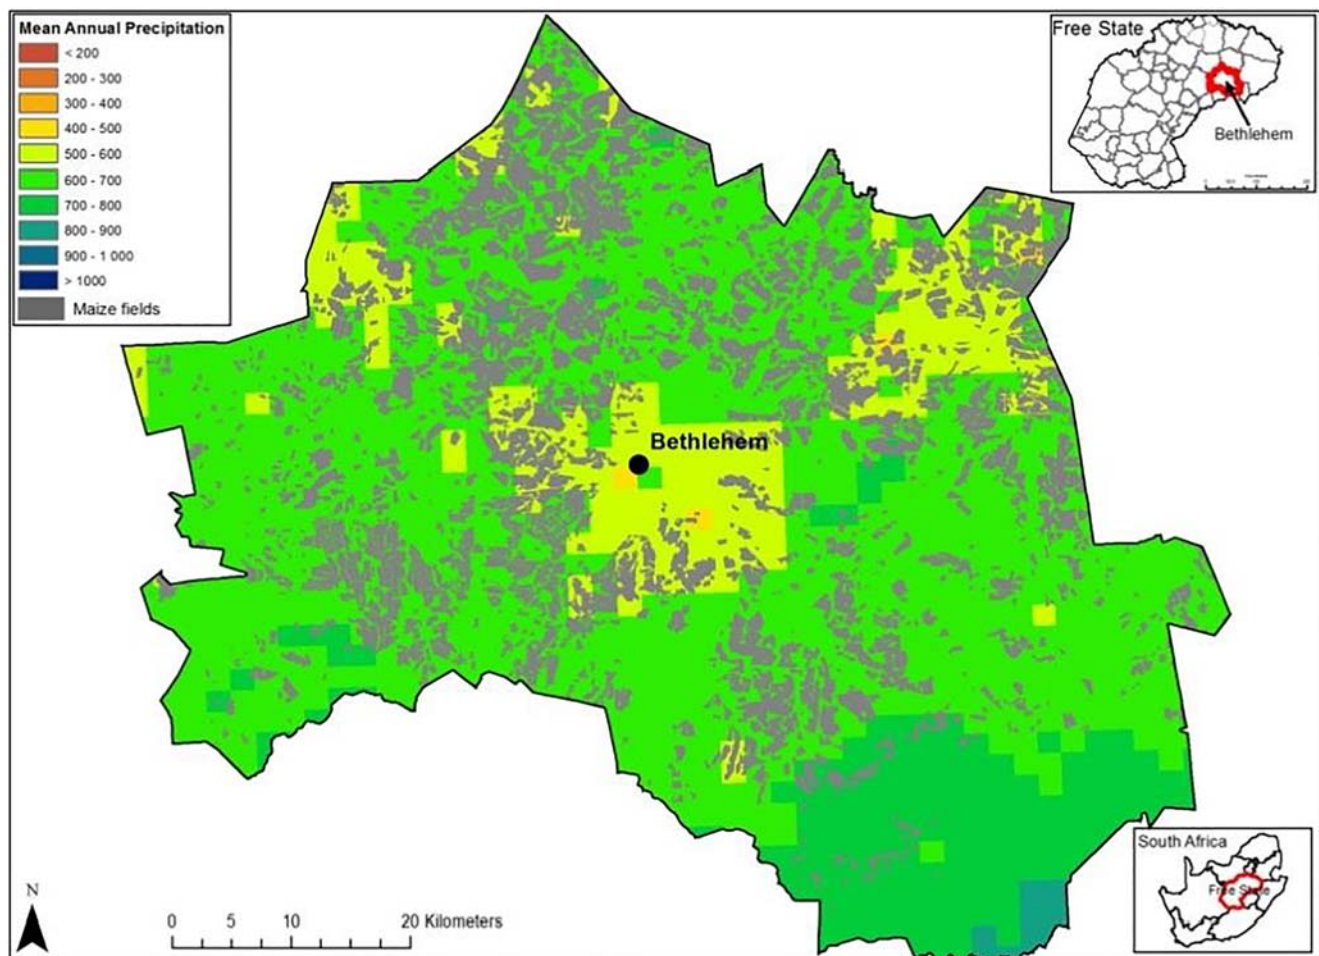 Mean Annual Precipitation
< 200
200 - 300
300 - 400
400 - 500
500 - 600
600 - 700
700 - 800
800 - 900
900 - 1 000
> 1000
Maize fields
Free State
Bethlehem
Bethlehem
South Africa
Free State
N
0 5 10 20 Kilometers